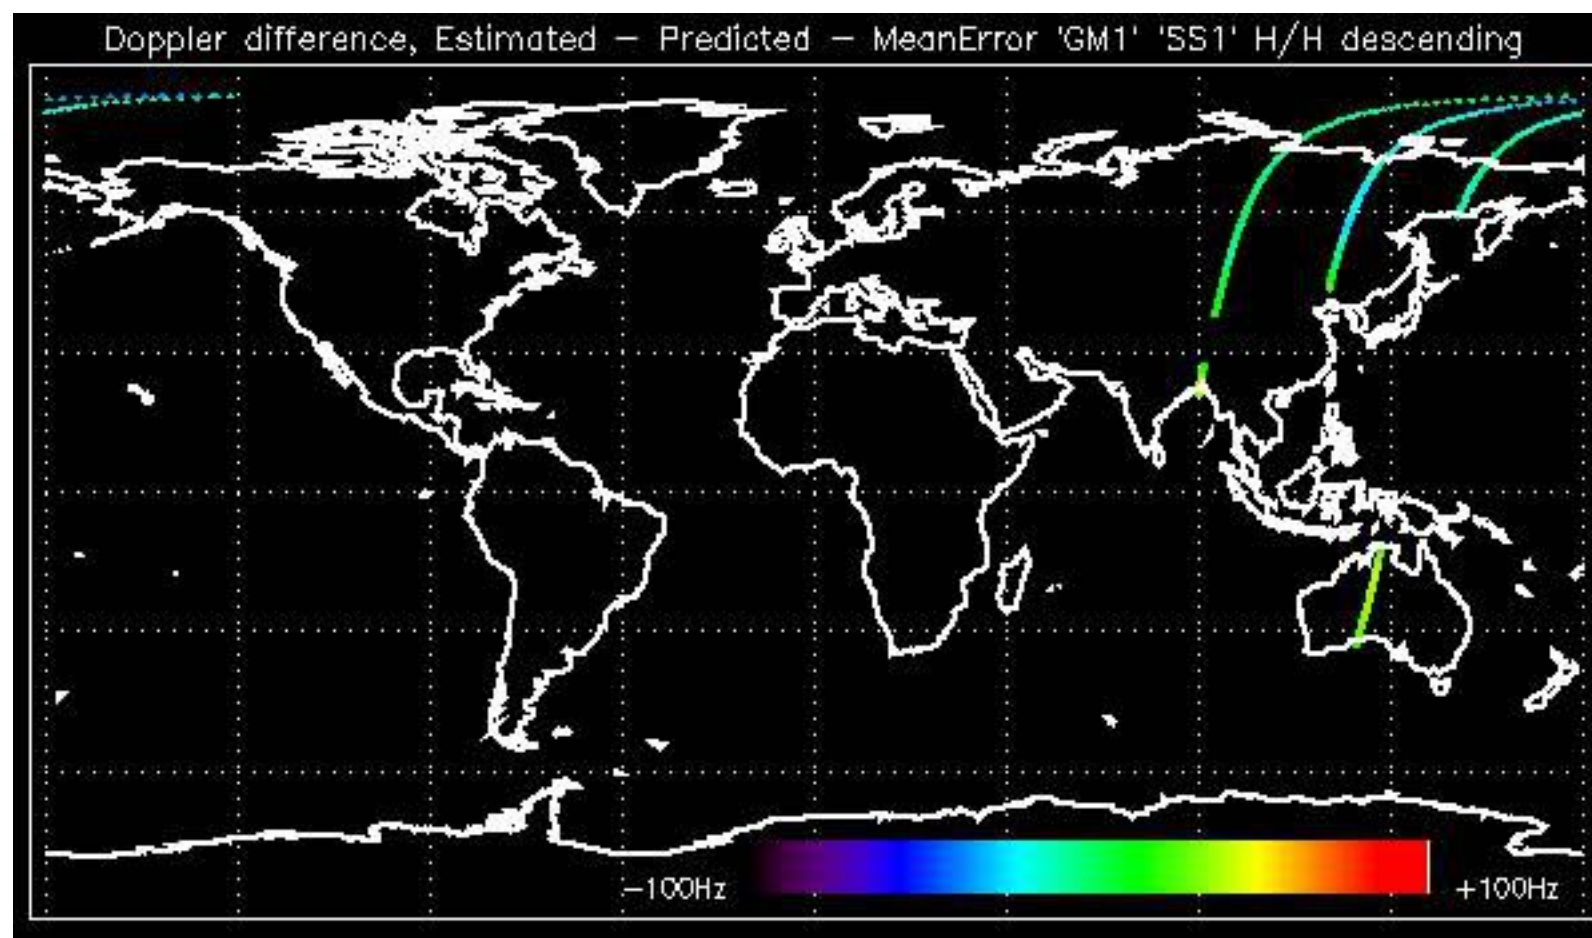 Doppler difference, Estimated — Predicted — MeanError 'GM1' 'SS1' H/H descending
−100Hz
+100Hz